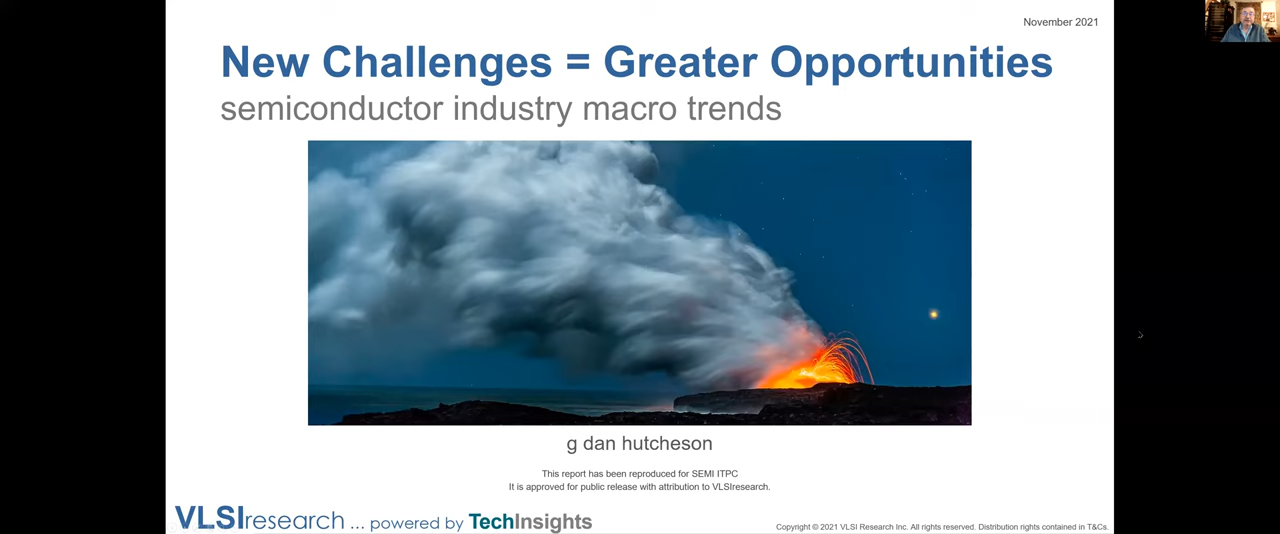 November 2021
New Challenges = Greater Opportunities
semiconductor industry macro trends
g dan hutcheson
This report has been reproduced for SEMI ITPC
It is approved for public release with attribution to VLSIresearch.
VLSIresearch ... powered by TechInsights
Copyright © 2021 VLSI Research Inc. All rights reserved. Distribution rights contained in T&Cs.